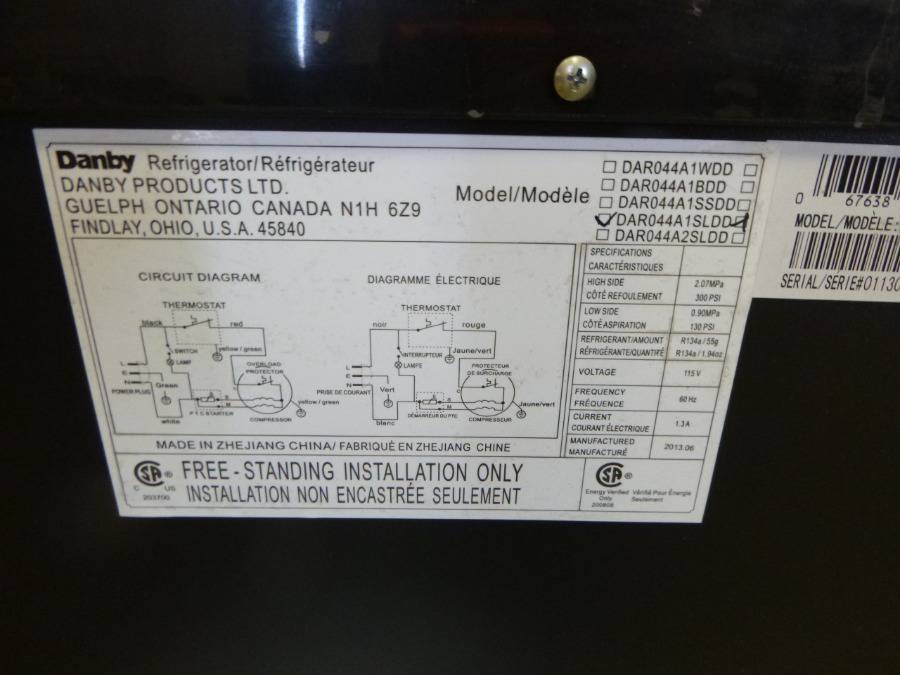 Danby Refrigerator/Réfrigérateur
DANBY PRODUCTS LTD.
GUELPH ONTARIO CANADA N1H 6Z9
FINDLAY, OHIO, U.S.A. 45840
Model/Modèle
DAR044A1WDD
DAR044A1BDD
DAR044A1SSDD
DAR044A1SLDD
DAR044A2SLDD
CIRCUIT DIAGRAM
THERMOSTAT
black
red
SWITCH
LAMP
yellow / green
OVERLOAD
PROTECTOR
L
E
N
POWER PLUG
Green
white
S
M
P T C STARTER
COMPRESSOR
yellow / green
DIAGRAMME ÉLECTRIQUE
THERMOSTAT
noir
rouge
INTERRUPTEUR
LAMPE
Jaune/vert
PROTECTEUR
DE SURCHARGE
L
E
N
PRISE DE COURANT
Vert
blanc
S
M
DÉMARREUR DU PTC
COMPRESSEUR
Jaune/vert
SPECIFICATIONS
CARACTÉRISTIQUES
HIGH SIDE 2.07MPa
CÔTÉ REFOULEMENT 300 PSI
LOW SIDE 0.90MPa
CÔTÉ ASPIRATION 130 PSI
REFRIGERANT/AMOUNT R134a / 55g
RÉFRIGÉRANTE/QUANTITÉ R134a / 1.94oz
VOLTAGE 115 V
FREQUENCY
FRÉQUENCE 60 Hz
CURRENT
COURANT ÉLECTRIQUE 1.3 A
MANUFACTURED
MANUFACTURÉ 2013.06
MADE IN ZHEJIANG CHINA/ FABRIQUÉ EN ZHEJIANG CHINE
SA ®
C US
203700
FREE - STANDING INSTALLATION ONLY
INSTALLATION NON ENCASTRÉE SEULEMENT
SA ®
Energy Verified Vérifié Pour Énergie
Only Seulement
200808
0 67638
MODEL/MODÈLE:
SERIAL/SERIE#01130